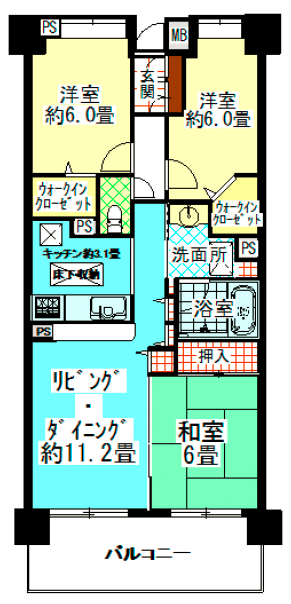 PS
MB
玄関
洋室
約6.0畳
洋室
約6.0畳
ウォークイン
クローゼット
ウォークイン
クローゼット
PS
キッチン約3.1畳
床下収納
洗面所
PS
浴室
PS
押入
リビング
・
ダイニング
約11.2畳
和室
6畳
バルコニー